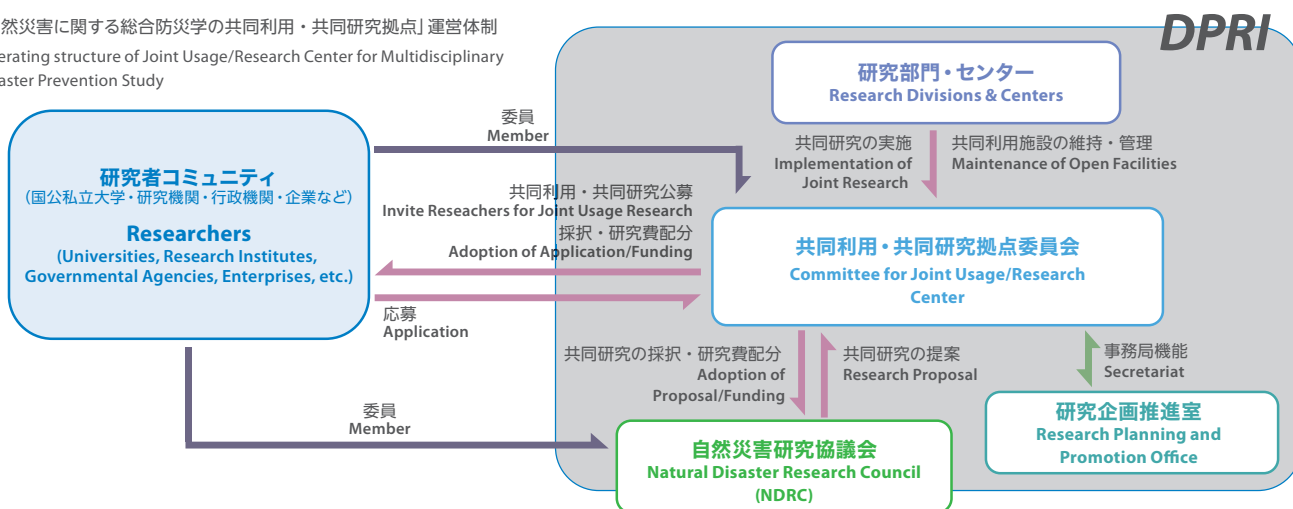 然災害に関する総合防災学の共同利用・共同研究拠点」運営体制
erating structure of Joint Usage/Research Center for Multidisciplinary
aster Prevention Study
DPRI
研究部門・センター
Research Divisions & Centers
委員
Member
共同研究の実施
Implementation of
Joint Research
共同利用施設の維持・管理
Maintenance of Open Facilities
研究者コミュニティ
（国公私立大学・研究機関・行政機関・企業など）
Researchers
(Universities, Research Institutes,
Governmental Agencies, Enterprises, etc.)
共同利用・共同研究公募
Invite Reseachers for Joint Usage Research
採択・研究費配分
Adoption of Application/Funding
共同利用・共同研究拠点委員会
Committee for Joint Usage/Research
Center
応募
Application
共同研究の採択・研究費配分
Adoption of
Proposal/Funding
共同研究の提案
Research Proposal
事務局機能
Secretariat
委員
Member
自然災害研究協議会
Natural Disaster Research Council
(NDRC)
研究企画推進室
Research Planning and
Promotion Office